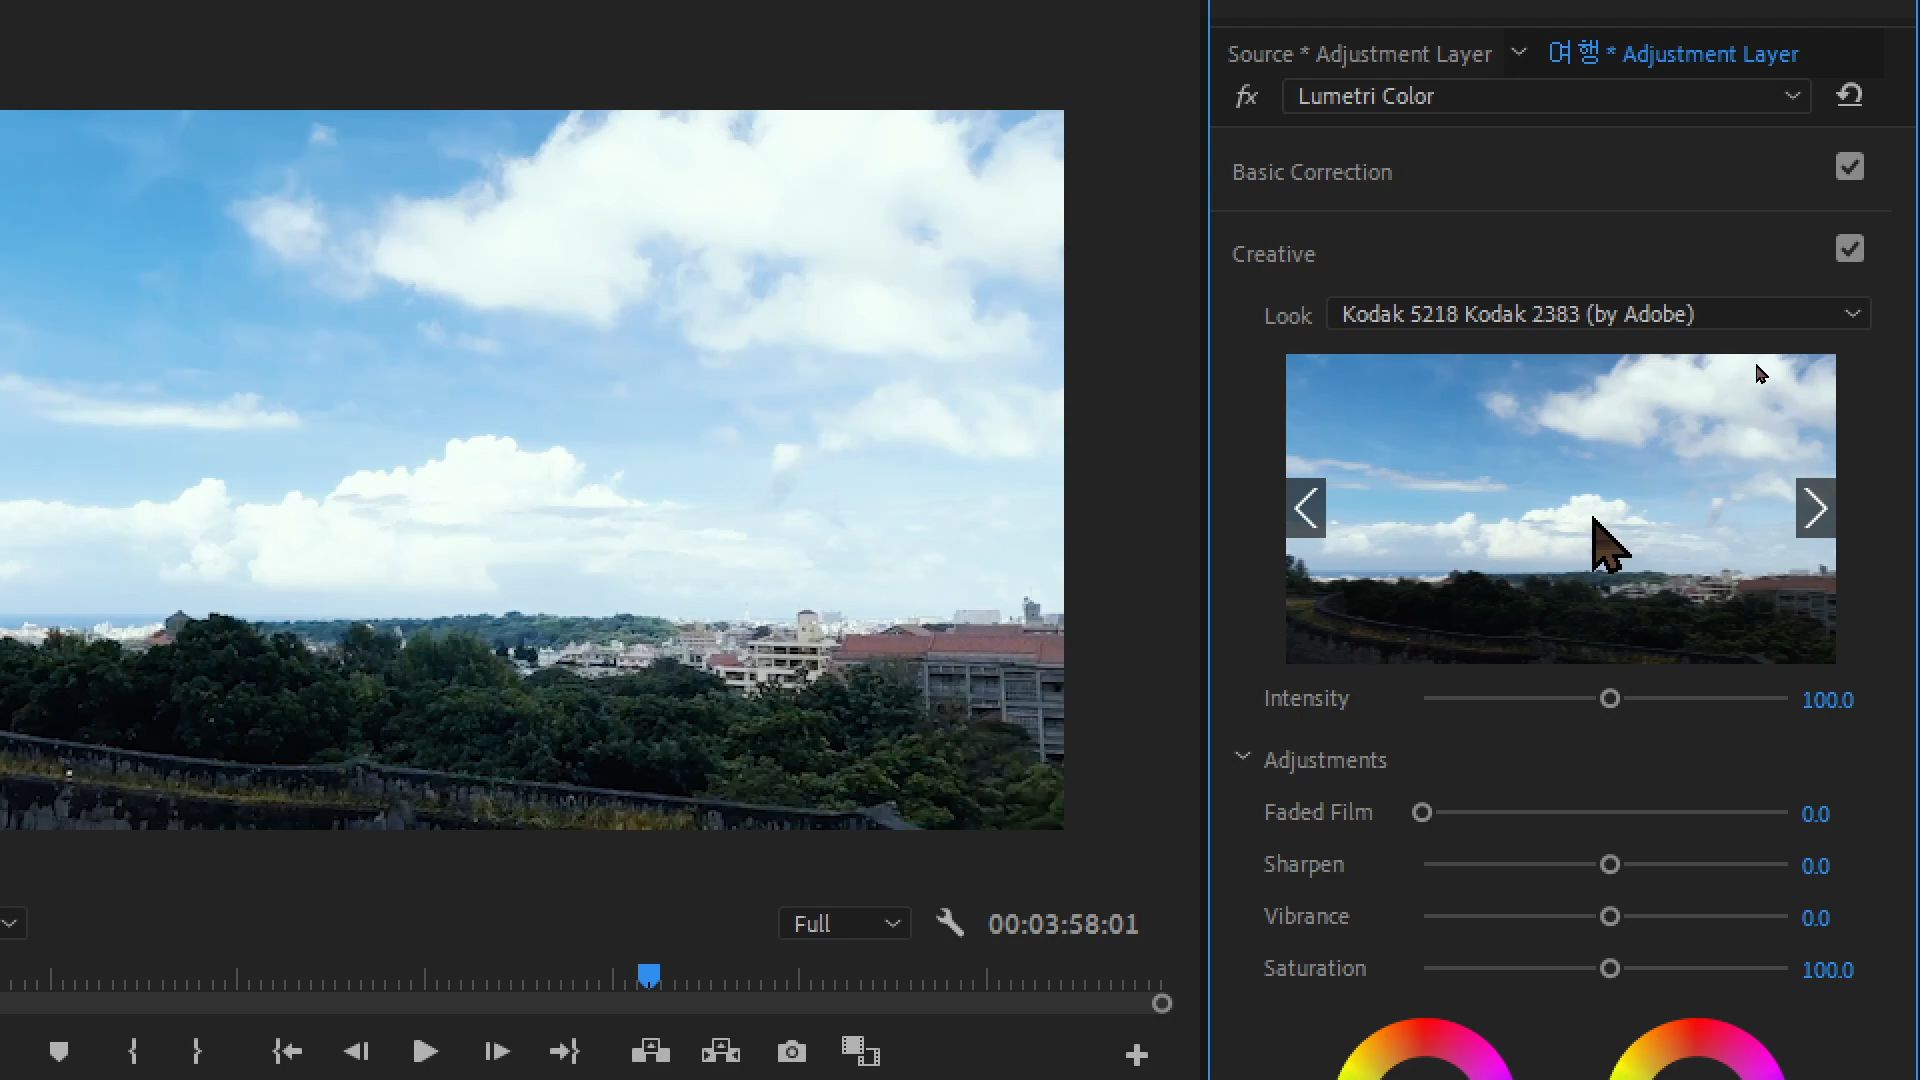 Source * Adjustment Layer
여행 * Adjustment Layer
fx
Lumetri Color
Basic Correction
Creative
Look
Kodak 5218 Kodak 2383 (by Adobe)
Intensity
100.0
Adjustments
Faded Film
0.0
Sharpen
0.0
Vibrance
0.0
Saturation
100.0
Full
00:03:58:01